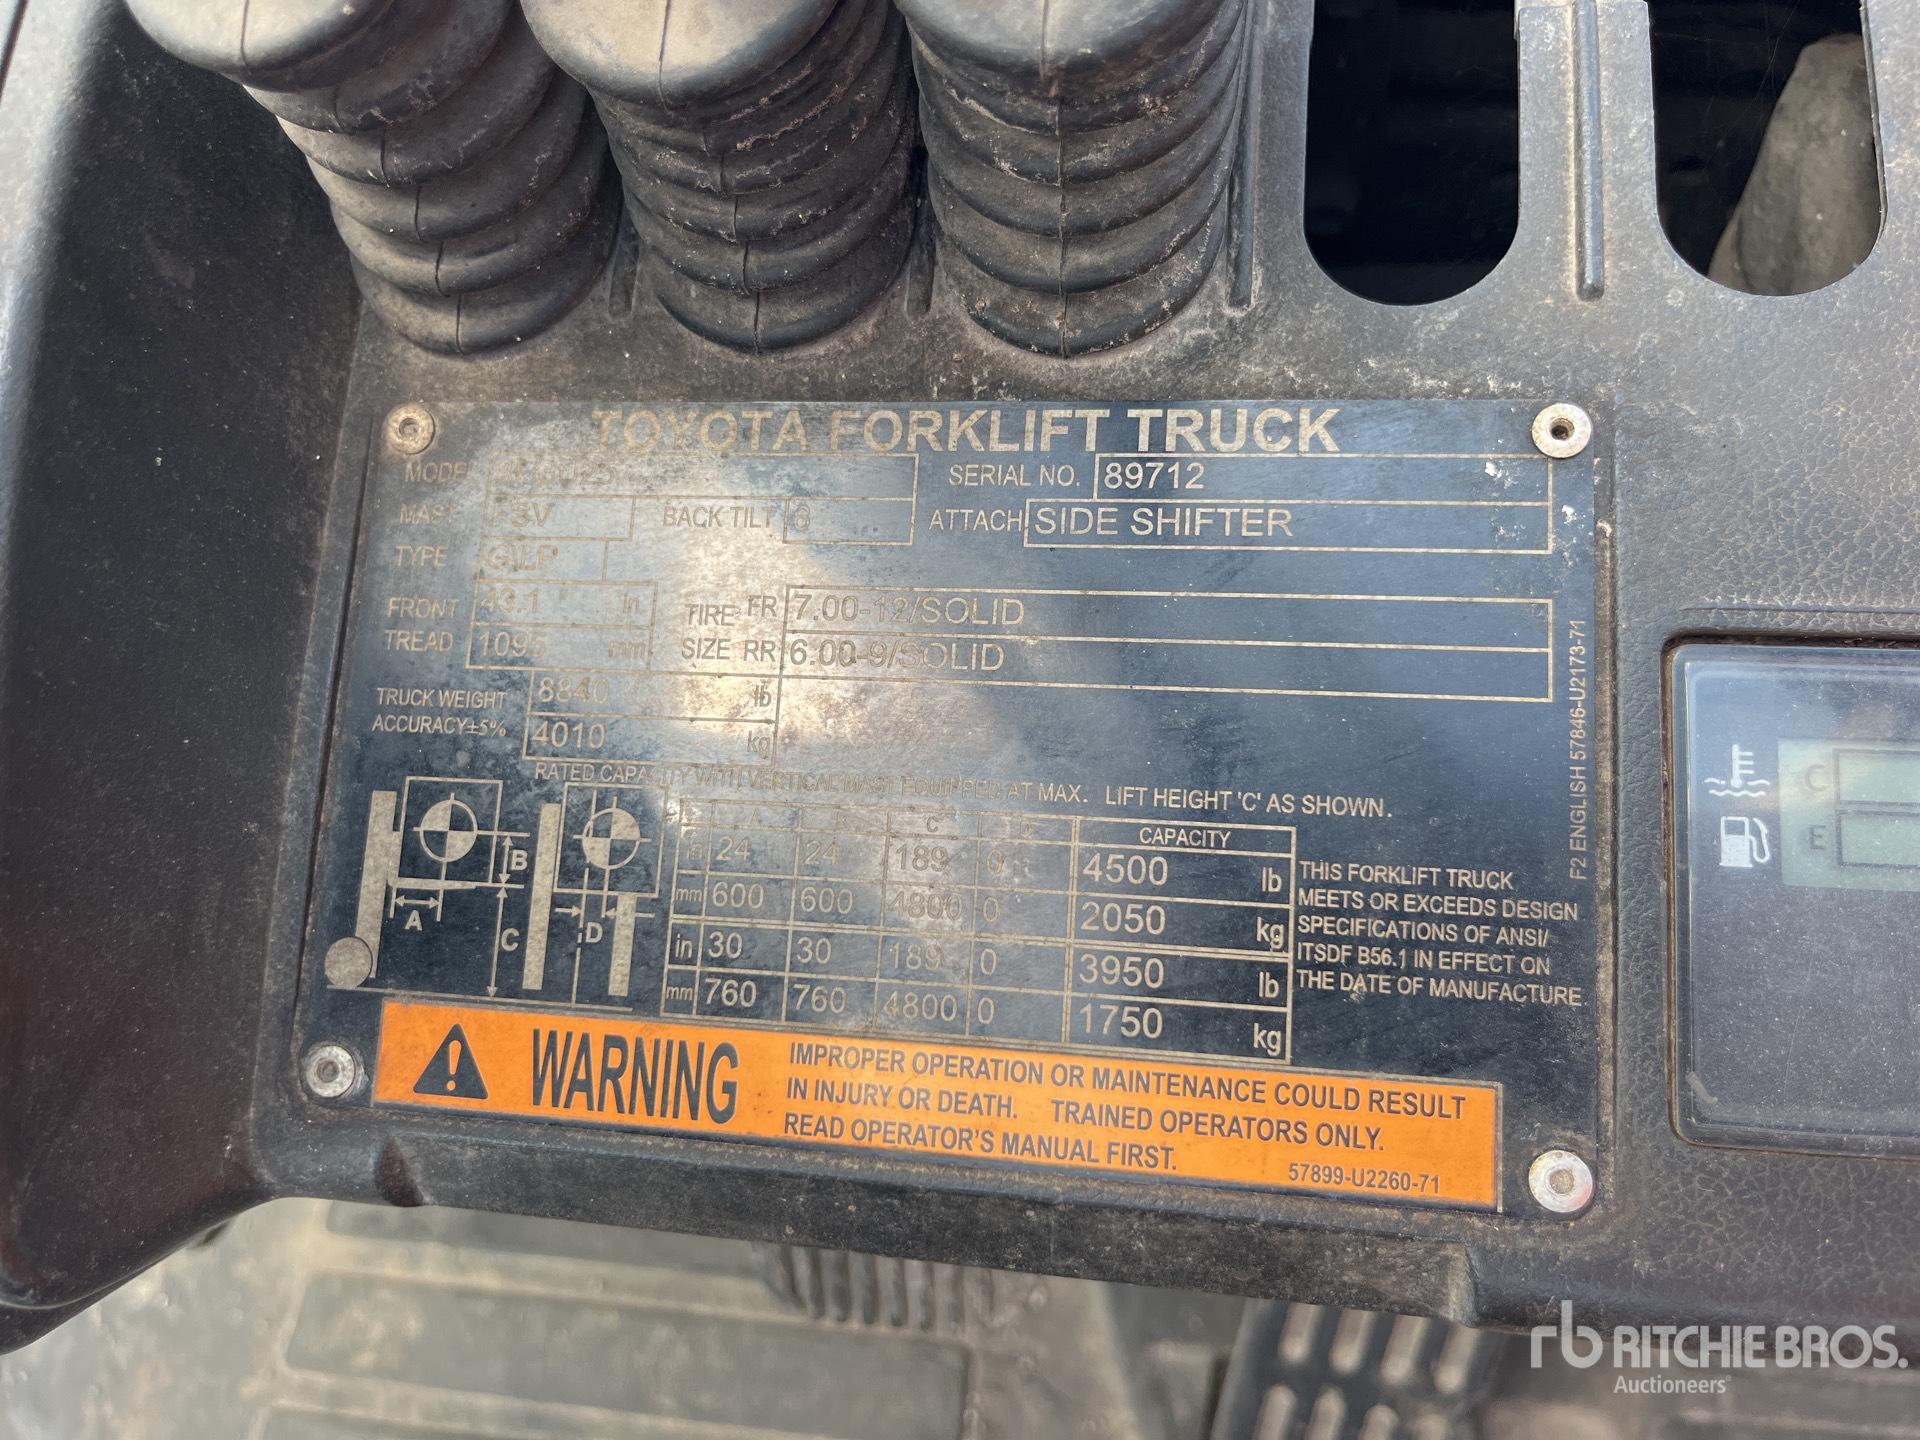 TOYOTA FORKLIFT TRUCK
MODEL SERIAL NO. 89712
MAST FSV BACK TILT 6 ATTACH. SIDE SHIFTER
TYPE G/LP
FRONT TREAD 43.1 in.
1095 mm
TIRE SIZE FR 7.00-12/SOLID
RR 6.00-9/SOLID
TRUCK WEIGHT 8840 lb
ACCURACY±5% 4010 kg
RATED CAPACITY WITH VERTICAL MAST EQUIPPED AT MAX. LIFT HEIGHT 'C' AS SHOWN.
A B C D CAPACITY
in 24 24 189 0 4500 lb
mm 600 600 4800 0 2050 kg
in 30 30 189 0 3950 lb
mm 760 760 4800 0 1750 kg
B
A
C
D
THIS FORKLIFT TRUCK
MEETS OR EXCEEDS DESIGN
SPECIFICATIONS OF ANSI/
ITSDF B56.1 IN EFFECT ON
THE DATE OF MANUFACTURE
F2 ENGLISH 57846-U2173-71
WARNING
IMPROPER OPERATION OR MAINTENANCE COULD RESULT
IN INJURY OR DEATH. TRAINED OPERATORS ONLY.
READ OPERATOR'S MANUAL FIRST.
57899-U2260-71
C
E
rb RITCHIE BROS.
Auctioneers